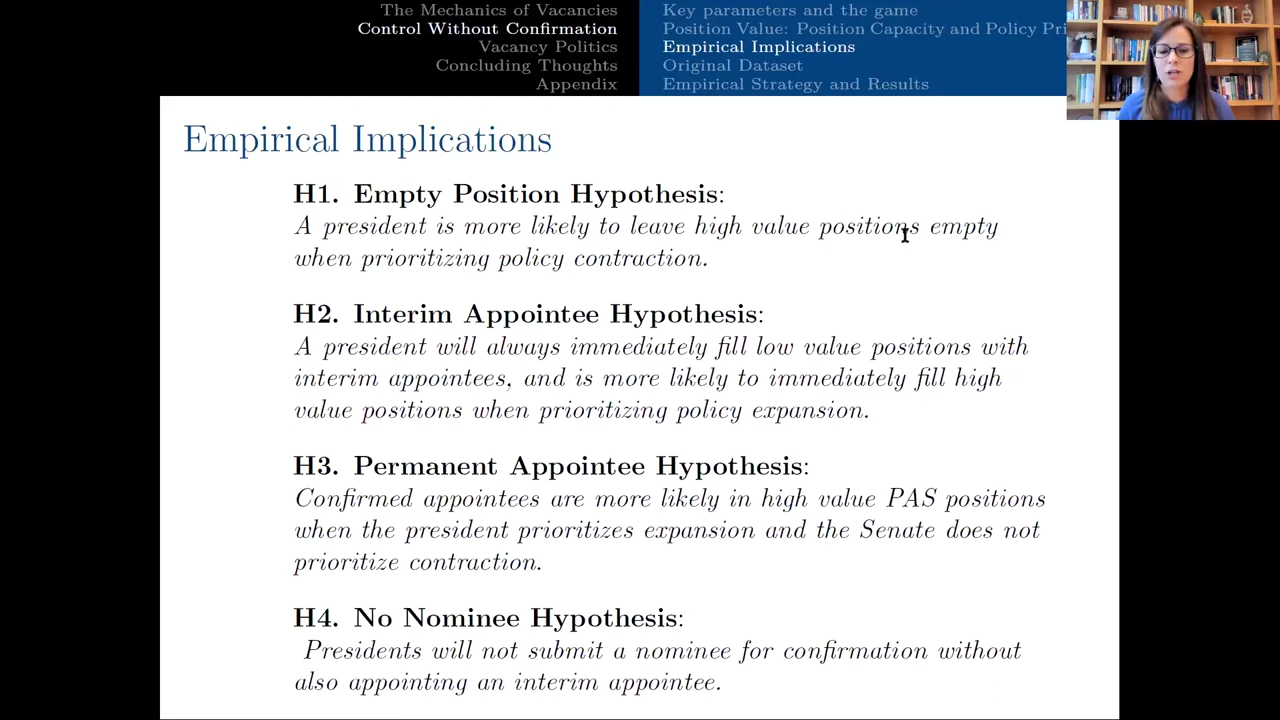 The Mechanics of Vacancies
Control Without Confirmation
Vacancy Politics
Concluding Thoughts
Appendix
Key parameters and the game
Position Value: Position Capacity and Policy Pri
Empirical Implications
Original Dataset
Empirical Strategy and Results
Empirical Implications
H1. Empty Position Hypothesis:
A president is more likely to leave high value positions empty
when prioritizing policy contraction.
H2. Interim Appointee Hypothesis:
A president will always immediately fill low value positions with
interim appointees, and is more likely to immediately fill high
value positions when prioritizing policy expansion.
H3. Permanent Appointee Hypothesis:
Confirmed appointees are more likely in high value PAS positions
when the president prioritizes expansion and the Senate does not
prioritize contraction.
H4. No Nominee Hypothesis:
Presidents will not submit a nominee for confirmation without
also appointing an interim appointee.